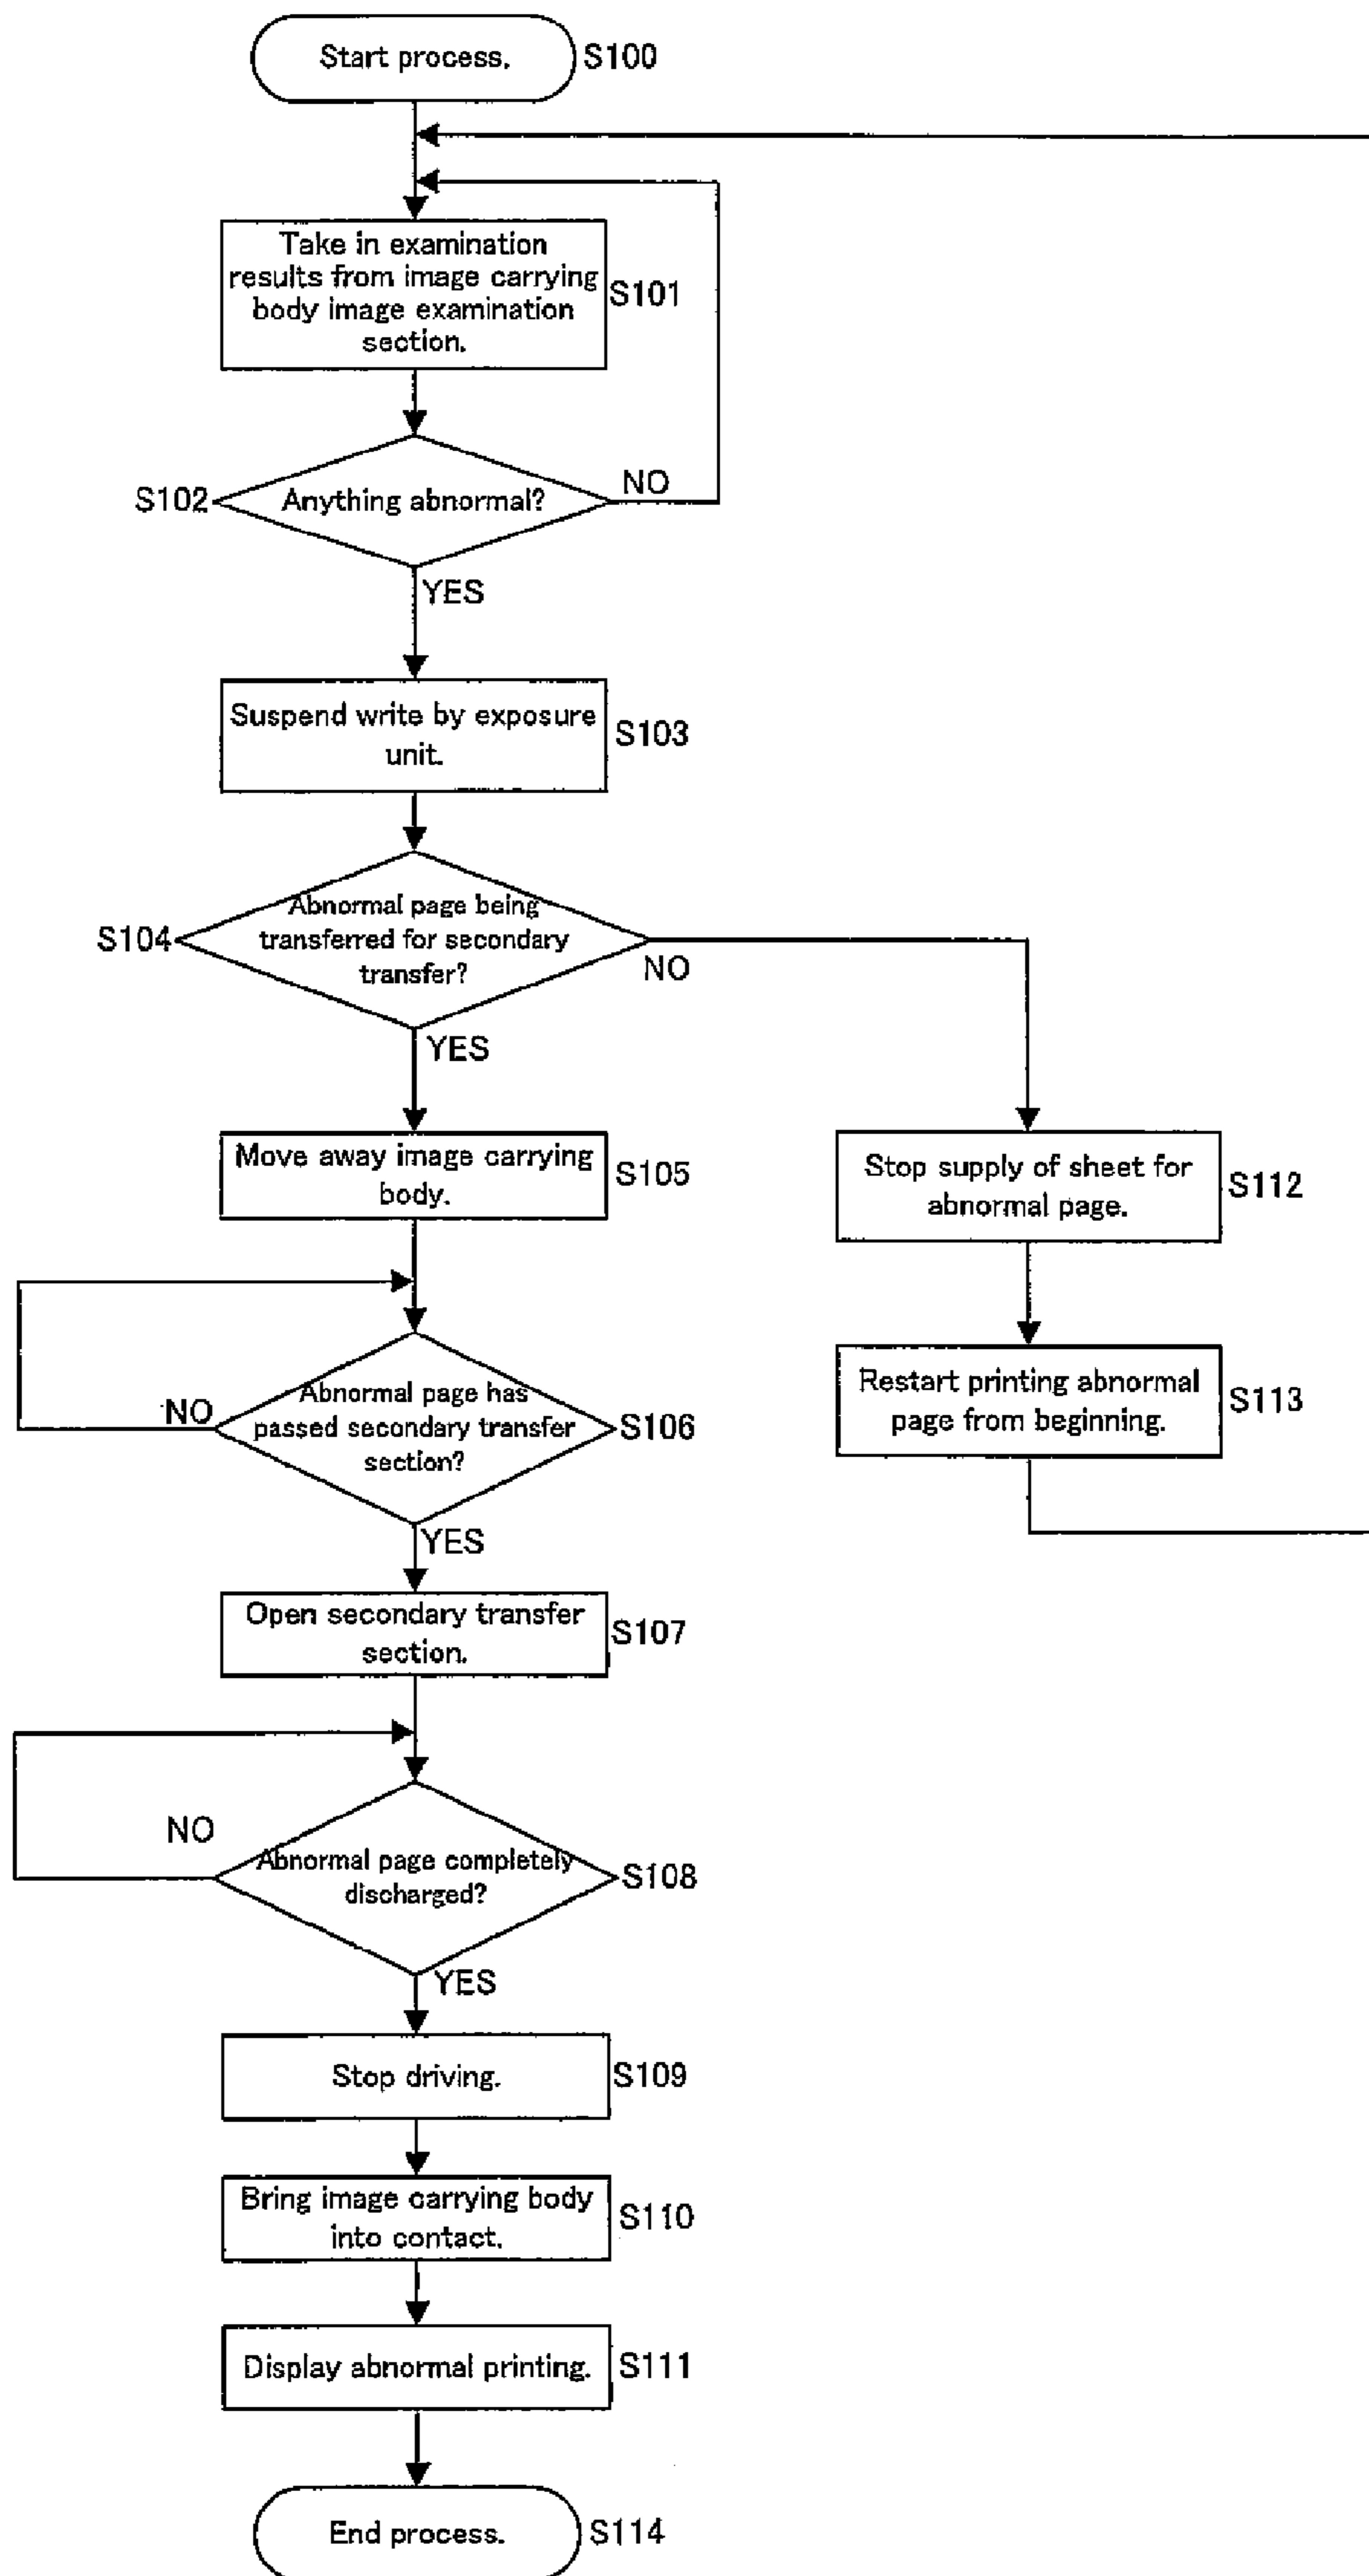 Start process.
S100
Take in examination
results from image carrying
body image examination
section.
S101
S102
Anything abnormal?
NO
YES
Suspend write by exposure
unit.
S103
S104
Abnormal page being
transferred for secondary
transfer?
NO
YES
Move away image carrying
body.
S105
Stop supply of sheet for
abnormal page.
S112
NO
Abnormal page has
passed secondary transfer
section?
S106
Restart printing abnormal
page from beginning.
S113
YES
Open secondary transfer
section.
S107
NO
Abnormal page completely
discharged?
S108
YES
Stop driving.
S109
Bring image carrying body
into contact.
S110
Display abnormal printing.
S111
End process.
S114